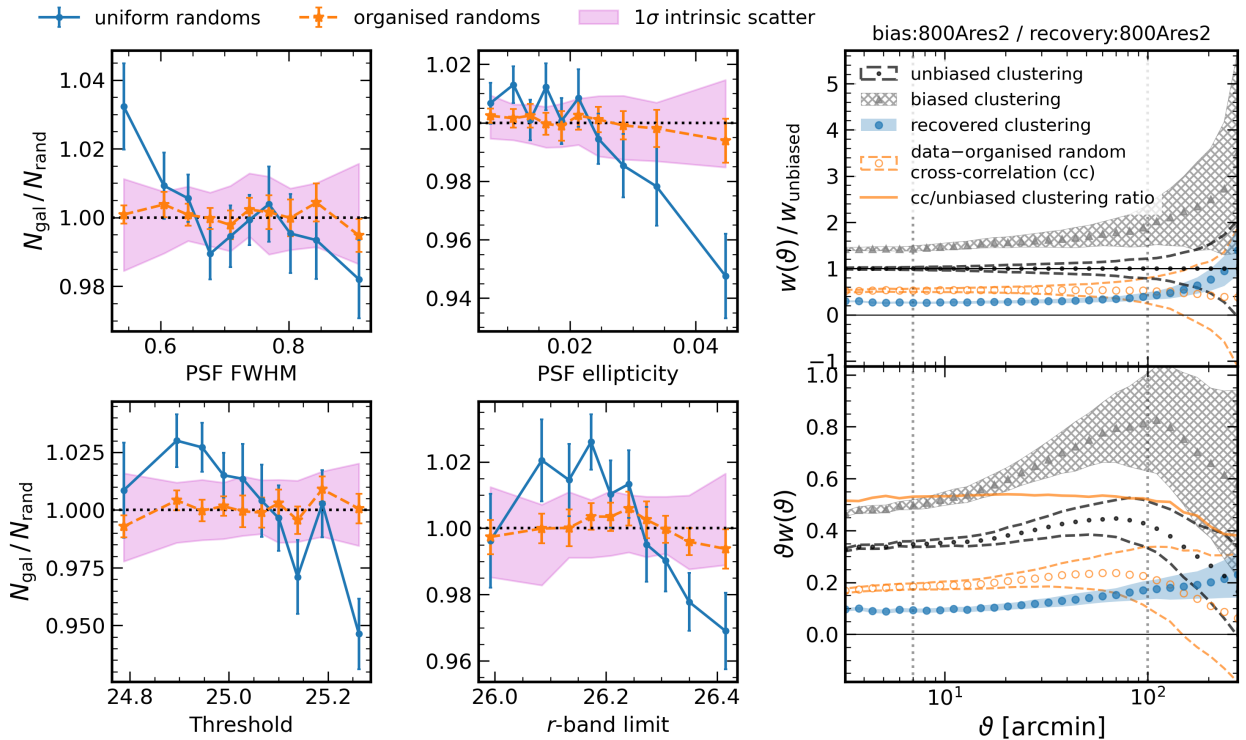 uniform randoms
organised randoms
1σ intrinsic scatter
N_gal / N_rand
1.04
1.02
1.00
0.98
0.6
0.8
PSF FWHM
1.02
1.00
0.98
0.96
0.94
0.02
0.04
PSF ellipticity
N_gal / N_rand
1.025
1.000
0.975
0.950
24.8
25.0
25.2
Threshold
1.02
1.00
0.98
0.96
26.0
26.2
26.4
r-band limit
bias:800Ares2 / recovery:800Ares2
unbiased clustering
biased clustering
recovered clustering
data−organised random
cross-correlation (cc)
cc/unbiased clustering ratio
w(ϑ) / w_unbiased
5
4
3
2
1
0
−1
ϑw(ϑ)
1.0
0.8
0.6
0.4
0.2
0.0
10¹
10²
ϑ [arcmin]